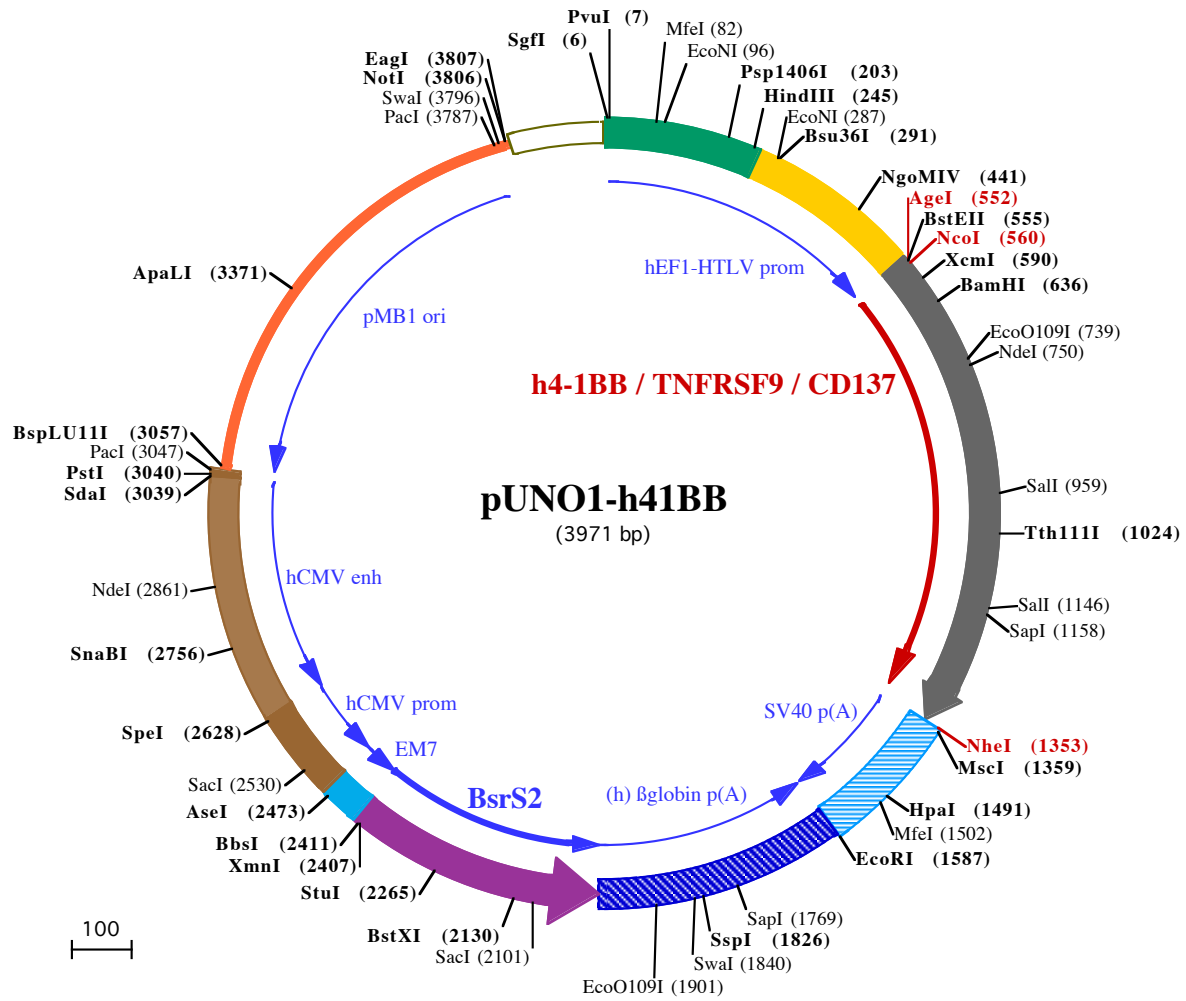 PvuI (7)
SgfI (6)
MfeI (82)
EcoNI (96)
Psp1406I (203)
HindIII (245)
EcoNI (287)
Bsu36I (291)
NgoMIV (441)
AgeI (552)
BstEII (555)
NcoI (560)
XcmI (590)
BamHI (636)
EcoO109I (739)
NdeI (750)
SalI (959)
Tth111I (1024)
SalI (1146)
SapI (1158)
NheI (1353)
MscI (1359)
HpaI (1491)
MfeI (1502)
EcoRI (1587)
SapI (1769)
SspI (1826)
SwaI (1840)
EcoO109I (1901)
SacI (2101)
BstXI (2130)
StuI (2265)
XmnI (2407)
BbsI (2411)
AseI (2473)
SacI (2530)
SpeI (2628)
SnaBI (2756)
NdeI (2861)
SdaI (3039)
PstI (3040)
PacI (3047)
BspLU11I (3057)
ApaLI (3371)
PacI (3787)
SwaI (3796)
NotI (3806)
EagI (3807)
hEF1-HTLV prom
pMB1 ori
h4-1BB / TNFRSF9 / CD137
pUNO1-h41BB
(3971 bp)
hCMV enh
hCMV prom
EM7
BsrS2
(h) ßglobin p(A)
SV40 p(A)
100